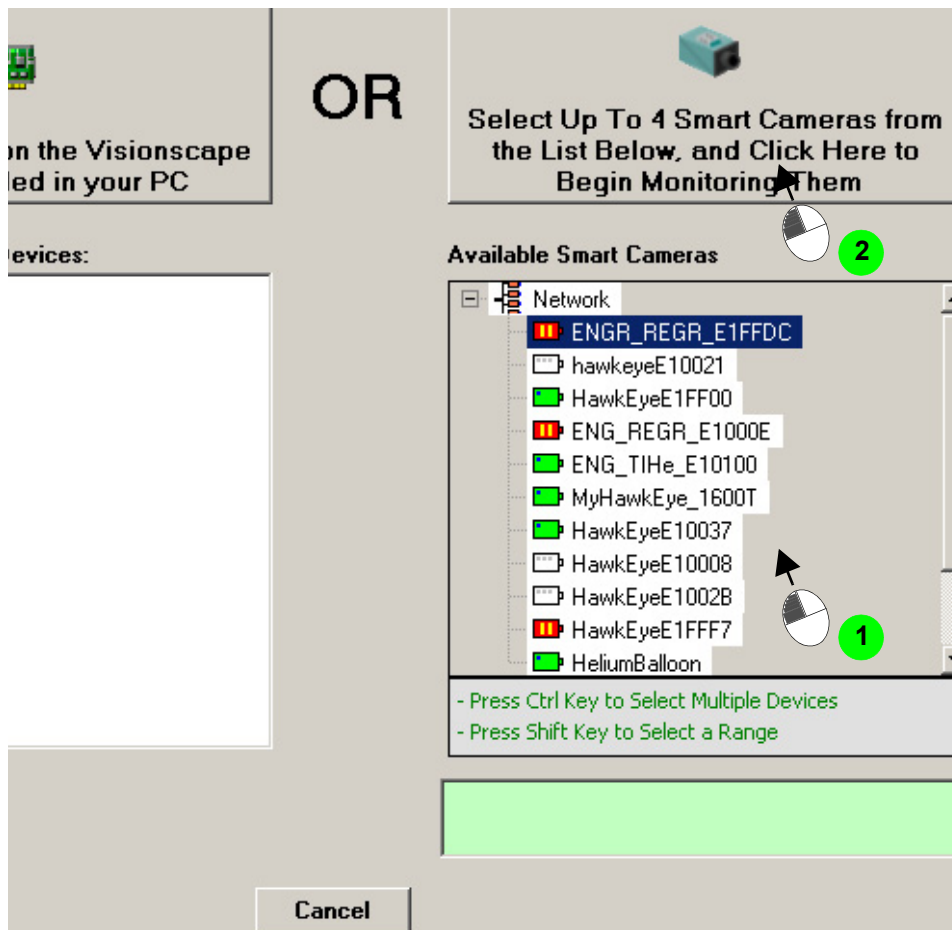 on the Visionscape
led in your PC
OR
Select Up To 4 Smart Cameras from
the List Below, and Click Here to
Begin Monitoring Them
2
evices:
Available Smart Cameras
Network
ENGR_REGR_E1FFDC
hawkeyeE10021
HawkEyeE1FF00
ENG_REGR_E1000E
ENG_TIHe_E10100
MyHawkEye_1600T
HawkEyeE10037
HawkEyeE10008
HawkEyeE1002B
HawkEyeE1FFF7
HeliumBalloon
1
- Press Ctrl Key to Select Multiple Devices
- Press Shift Key to Select a Range
Cancel